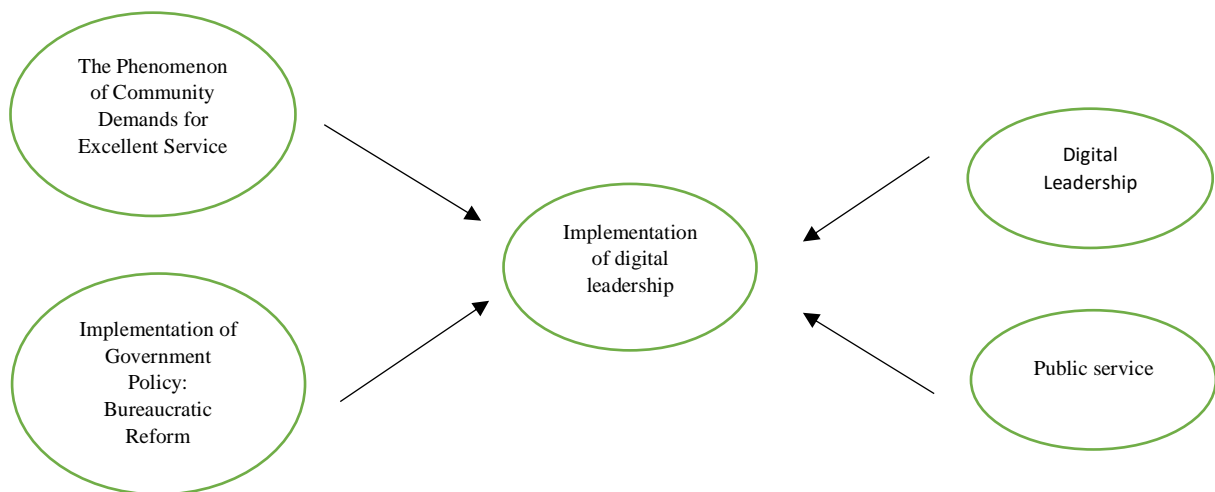 The Phenomenon
of Community
Demands for
Excellent Service
Implementation of
Government
Policy:
Bureaucratic
Reform
Implementation
of digital
leadership
Digital
Leadership
Public service